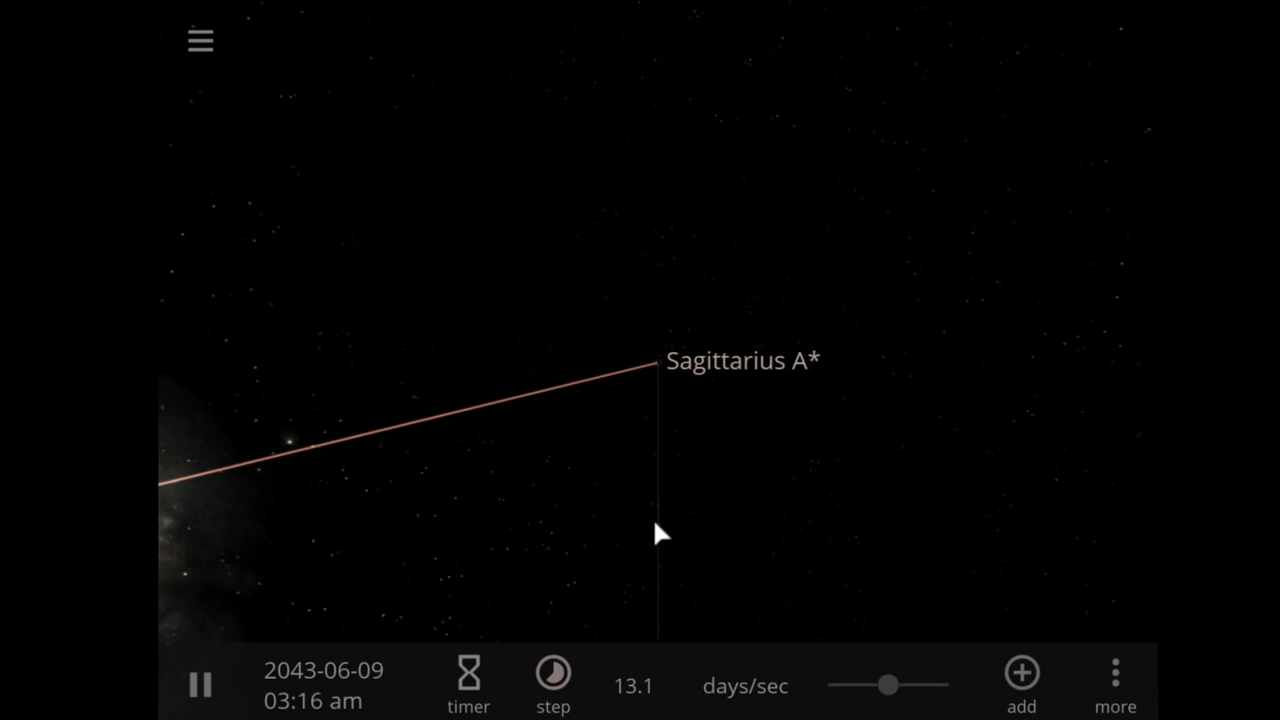 Sagittarius A*
2043-06-09
03:16 am
timer
step
13.1 days/sec
add
more